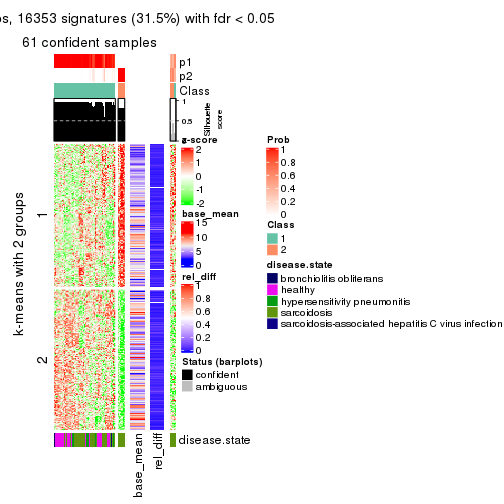 os, 16353 signatures (31.5%) with fdr < 0.05
61 confident samples
p1
p2
Class
1
0.5
0
Silhouette
score
z-score
2
1
0
-1
-2
base_mean
15
10
5
0
rel_diff
1
0.8
0.6
0.4
0.2
0
Status (barplots)
confident
ambiguous
Prob
1
0.8
0.6
0.4
0.2
0
Class
1
2
disease.state
bronchiolitis obliterans
healthy
hypersensitivity pneumonitis
sarcoidosis
sarcoidosis-associated hepatitis C virus infection
k-means with 2 groups
1
2
disease.state
base_mean
rel_diff